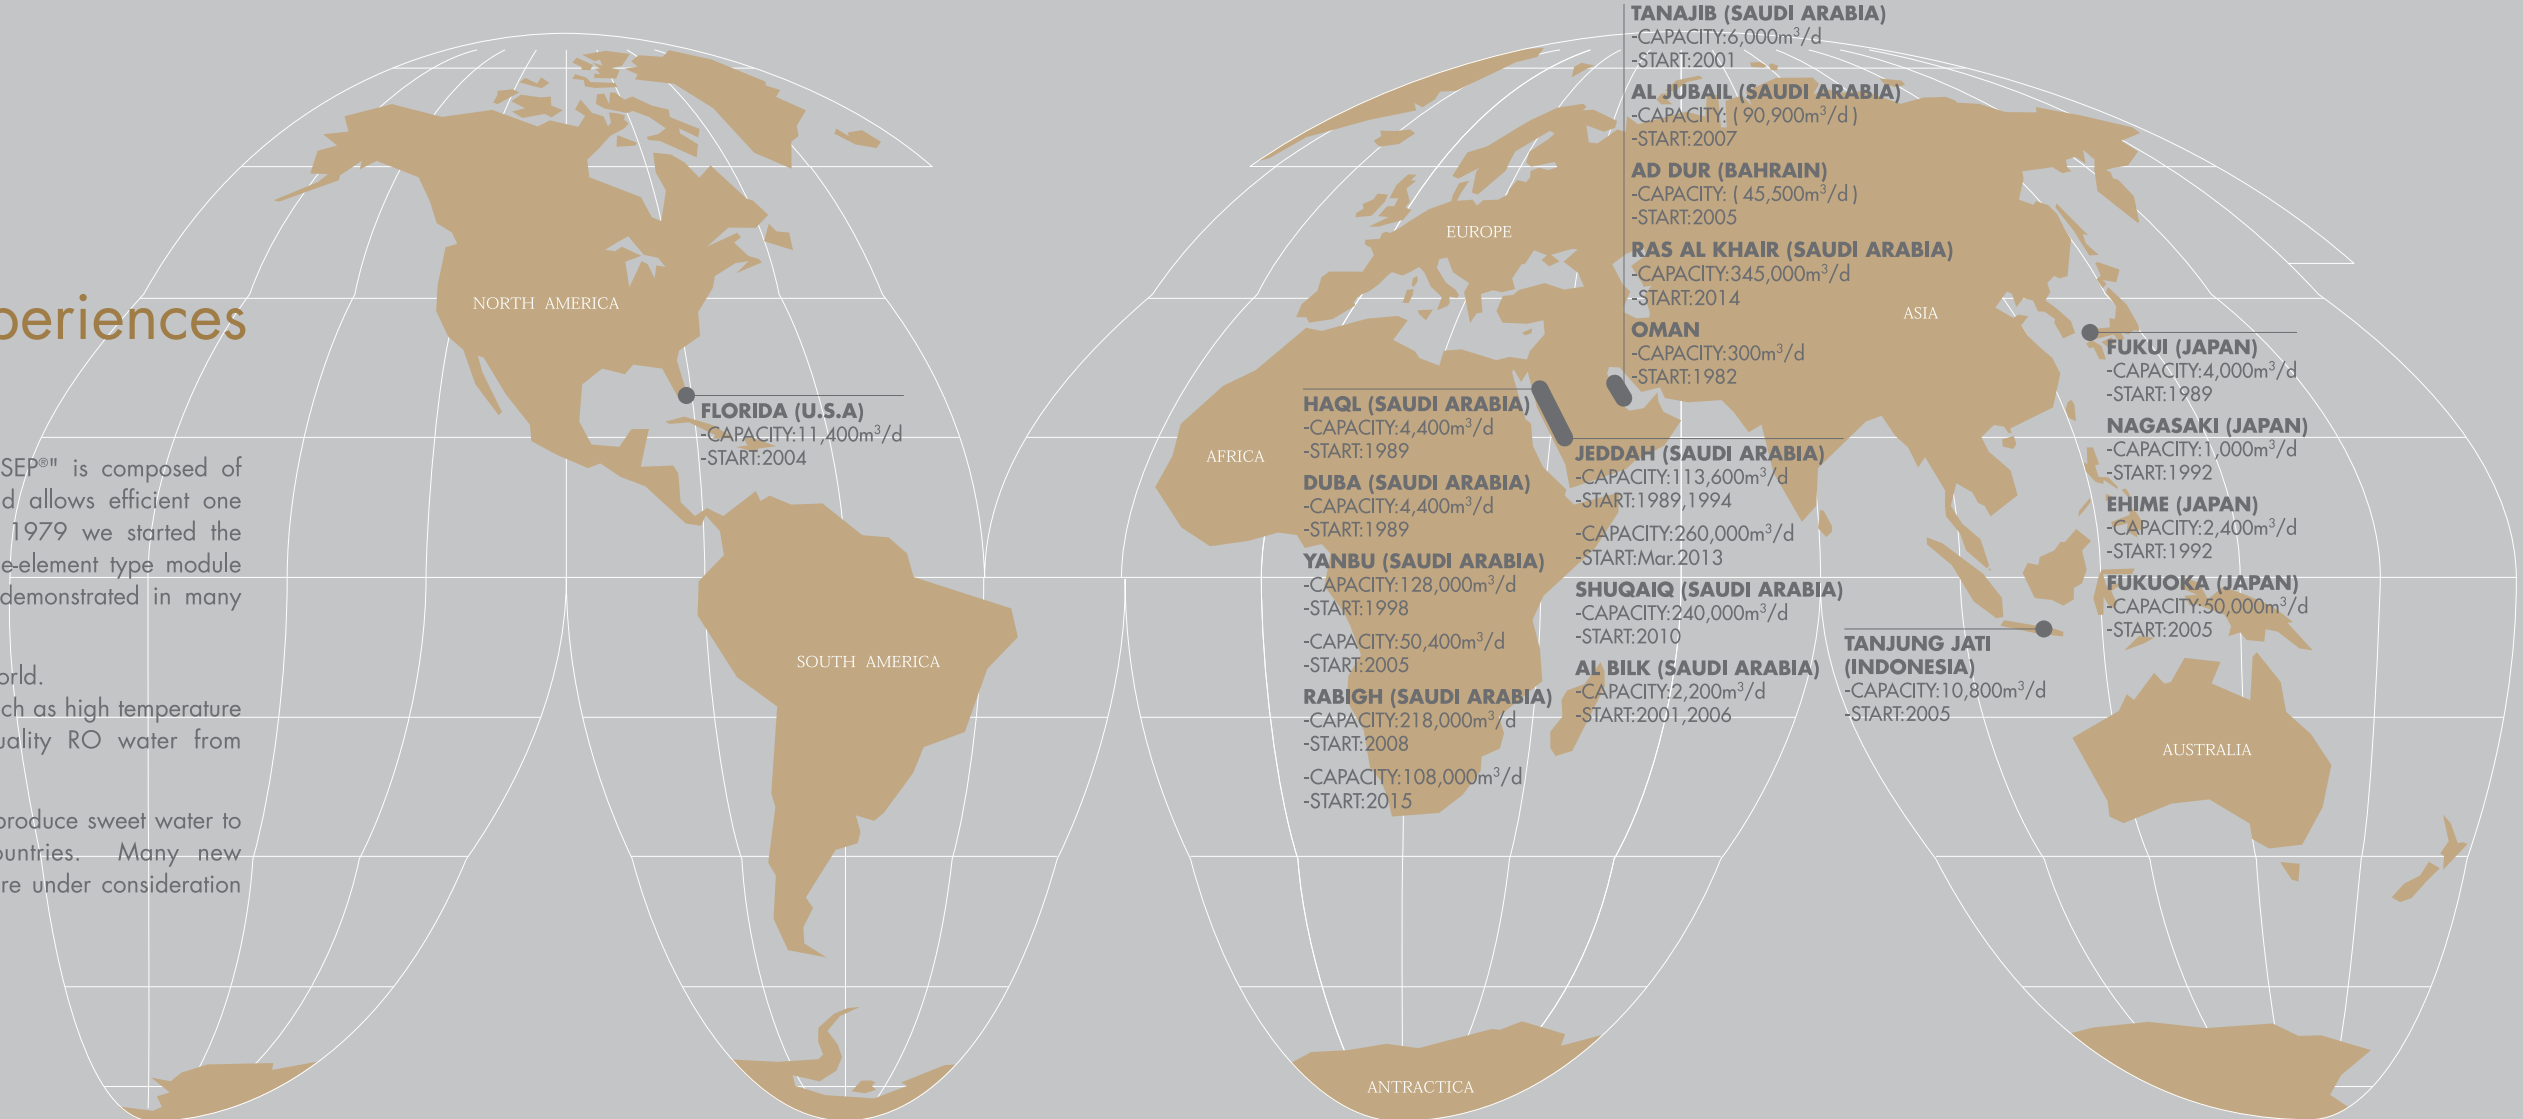 periences
SEP®" is composed of
d allows efficient one
1979 we started the
e-element type module
demonstrated in many
orld.
ch as high temperature
uality RO water from
produce sweet water to
ountries. Many new
re under consideration
NORTH AMERICA
FLORIDA (U.S.A)
-CAPACITY:11,400m³/d
-START:2004
SOUTH AMERICA
EUROPE
AFRICA
ASIA
TANAJIB (SAUDI ARABIA)
-CAPACITY:6,000m³/d
-START:2001
AL JUBAIL (SAUDI ARABIA)
-CAPACITY: ( 90,900m³/d )
-START:2007
AD DUR (BAHRAIN)
-CAPACITY: ( 45,500m³/d )
-START:2005
RAS AL KHAIR (SAUDI ARABIA)
-CAPACITY:345,000m³/d
-START:2014
OMAN
-CAPACITY:300m³/d
-START:1982
HAQL (SAUDI ARABIA)
-CAPACITY:4,400m³/d
-START:1989
DUBA (SAUDI ARABIA)
-CAPACITY:4,400m³/d
-START:1989
YANBU (SAUDI ARABIA)
-CAPACITY:128,000m³/d
-START:1998
-CAPACITY:50,400m³/d
-START:2005
RABIGH (SAUDI ARABIA)
-CAPACITY:218,000m³/d
-START:2008
-CAPACITY:108,000m³/d
-START:2015
JEDDAH (SAUDI ARABIA)
-CAPACITY:113,600m³/d
-START:1989,1994
-CAPACITY:260,000m³/d
-START:Mar.2013
SHUQAIQ (SAUDI ARABIA)
-CAPACITY:240,000m³/d
-START:2010
AL BILK (SAUDI ARABIA)
-CAPACITY:2,200m³/d
-START:2001,2006
FUKUI (JAPAN)
-CAPACITY:4,000m³/d
-START:1989
NAGASAKI (JAPAN)
-CAPACITY:1,000m³/d
-START:1992
EHIME (JAPAN)
-CAPACITY:2,400m³/d
-START:1992
FUKUOKA (JAPAN)
-CAPACITY:50,000m³/d
-START:2005
TANJUNG JATI
(INDONESIA)
-CAPACITY:10,800m³/d
-START:2005
AUSTRALIA
ANTRACTICA